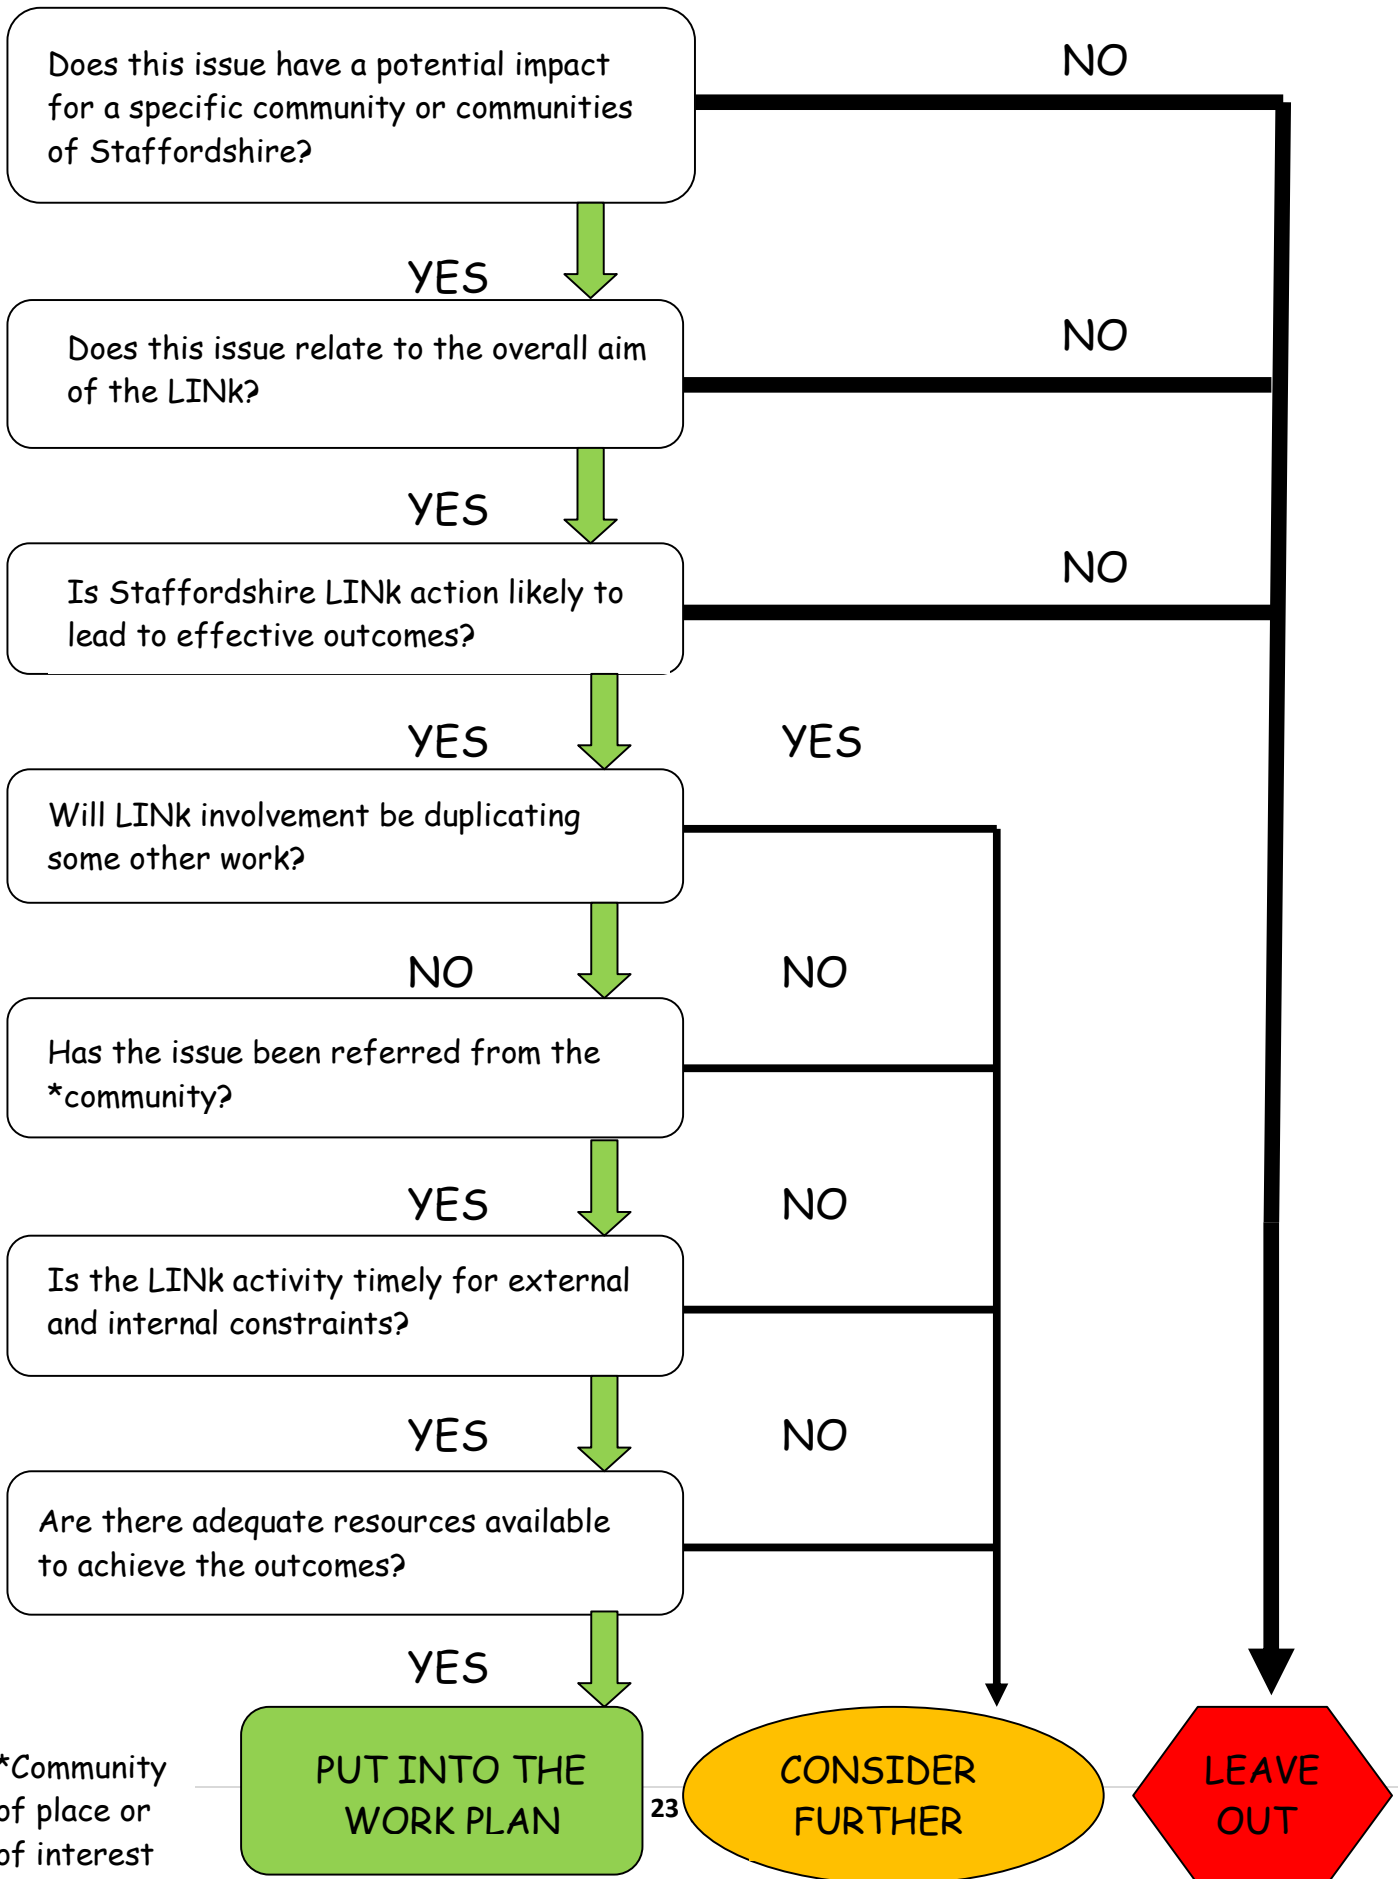 Does this issue have a potential impact
for a specific community or communities
of Staffordshire?
NO
YES
Does this issue relate to the overall aim
of the LINk?
NO
YES
Is Staffordshire LINk action likely to
lead to effective outcomes?
NO
YES
YES
Will LINk involvement be duplicating
some other work?
NO
NO
Has the issue been referred from the
*community?
YES
NO
Is the LINk activity timely for external
and internal constraints?
YES
NO
Are there adequate resources available
to achieve the outcomes?
YES
*Community
of place or
of interest
PUT INTO THE
WORK PLAN
23
CONSIDER
FURTHER
LEAVE
OUT